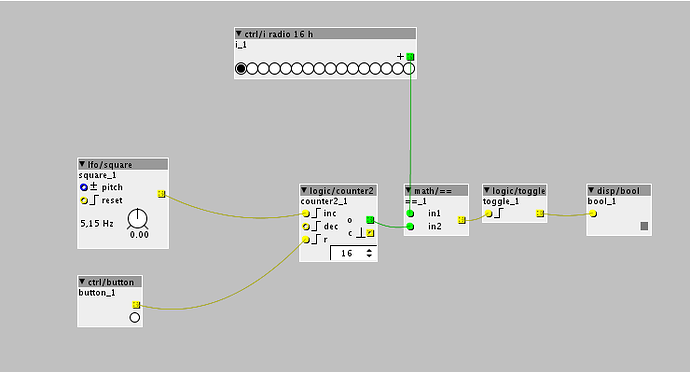 ctrl/i radio 16 h
i_1
+
lfo/square
square_1
± pitch
reset
5,15 Hz
0.00
ctrl/button
button_1
logic/counter2
counter2_1
inc
o
dec
c
r
16
math/==
==_1
in1
in2
logic/toggle
toggle_1
disp/bool
bool_1